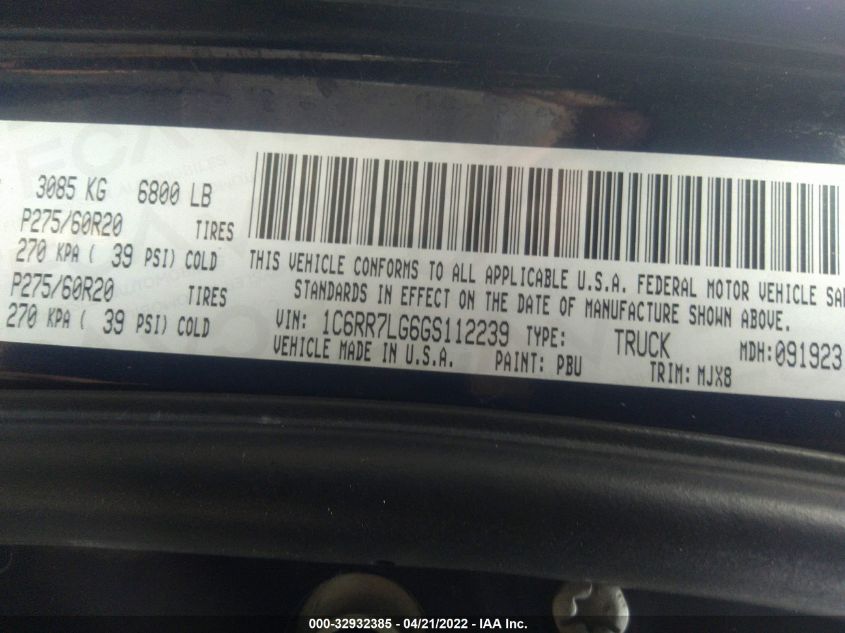 3085 KG 6800 LB
P275/60R20 TIRES
270 KPA ( 39 PSI) COLD
P275/60R20 TIRES
270 KPA ( 39 PSI) COLD
THIS VEHICLE CONFORMS TO ALL APPLICABLE U.S.A. FEDERAL MOTOR VEHICLE SA
STANDARDS IN EFFECT ON THE DATE OF MANUFACTURE SHOWN ABOVE.
VIN: 1C6RR7LG6GS112239 TYPE: TRUCK MDH:091923
VEHICLE MADE IN U.S.A. PAINT: PBU TRIM: MJX8
000-32932385 - 04/21/2022 - IAA Inc.